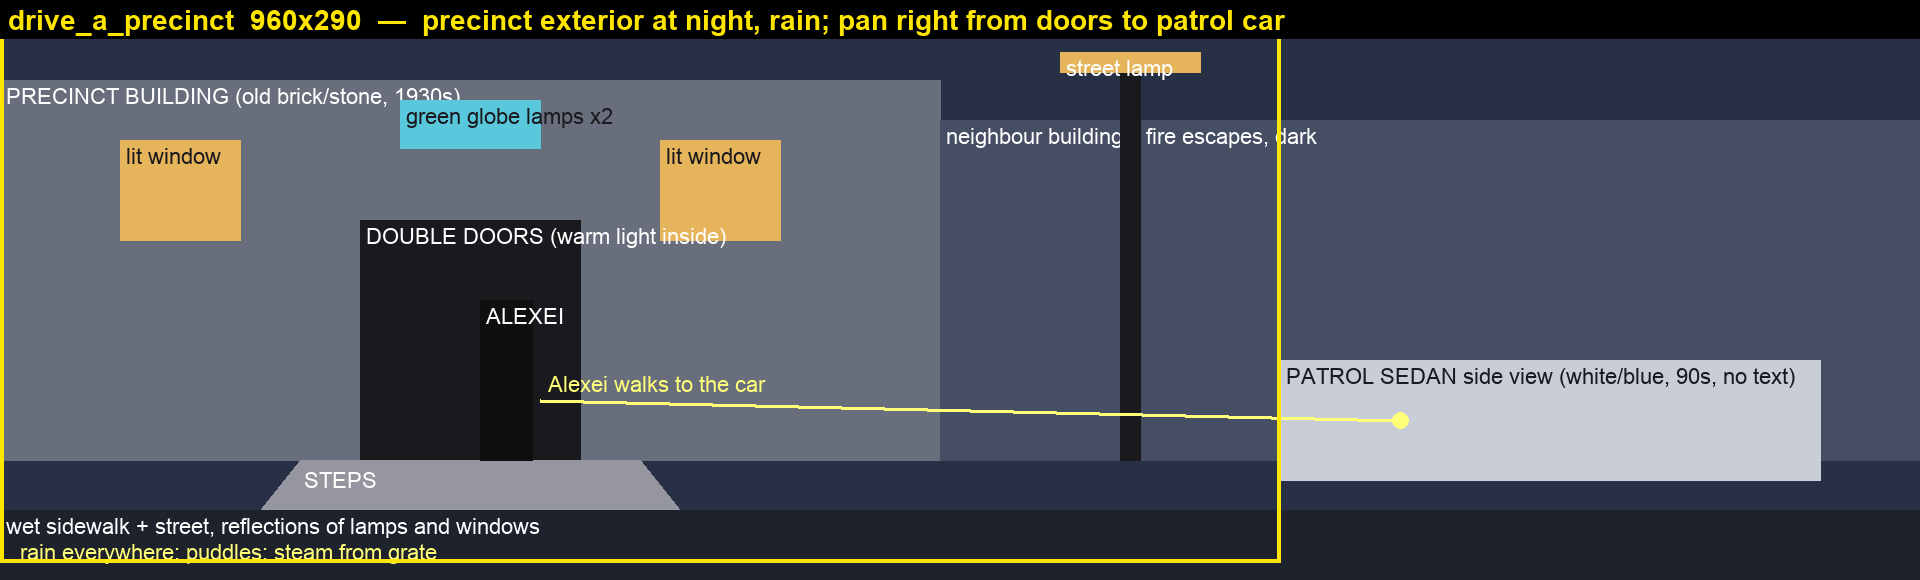 drive_a_precinct 960x290 — precinct exterior at night, rain; pan right from doors to patrol car
street lamp
PRECINCT BUILDING (old brick/stone, 1930s)
green globe lamps x2
neighbour building fire escapes, dark
lit window
lit window
DOUBLE DOORS (warm light inside)
ALEXEI
Alexei walks to the car
PATROL SEDAN side view (white/blue, 90s, no text)
STEPS
wet sidewalk + street, reflections of lamps and windows
rain everywhere; puddles; steam from grate